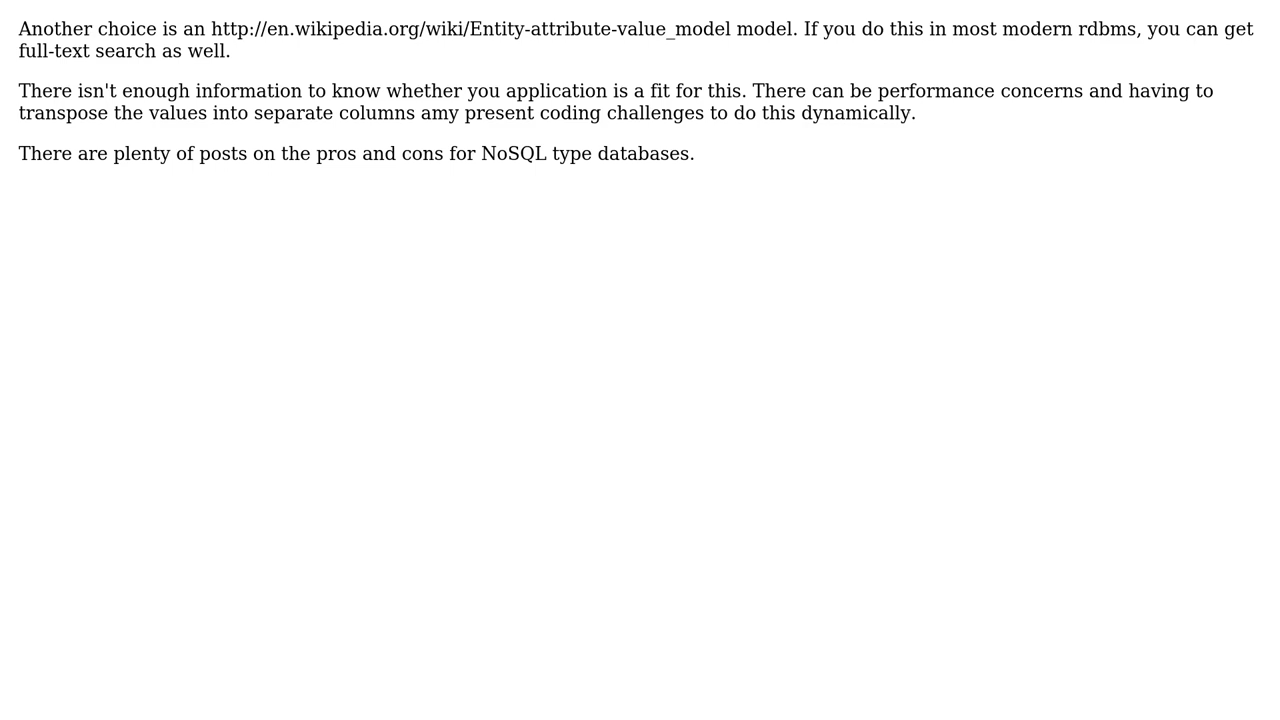 Another choice is an http://en.wikipedia.org/wiki/Entity-attribute-value_model model. If you do this in most modern rdbms, you can get
full-text search as well.
There isn't enough information to know whether you application is a fit for this. There can be performance concerns and having to
transpose the values into separate columns amy present coding challenges to do this dynamically.
There are plenty of posts on the pros and cons for NoSQL type databases.